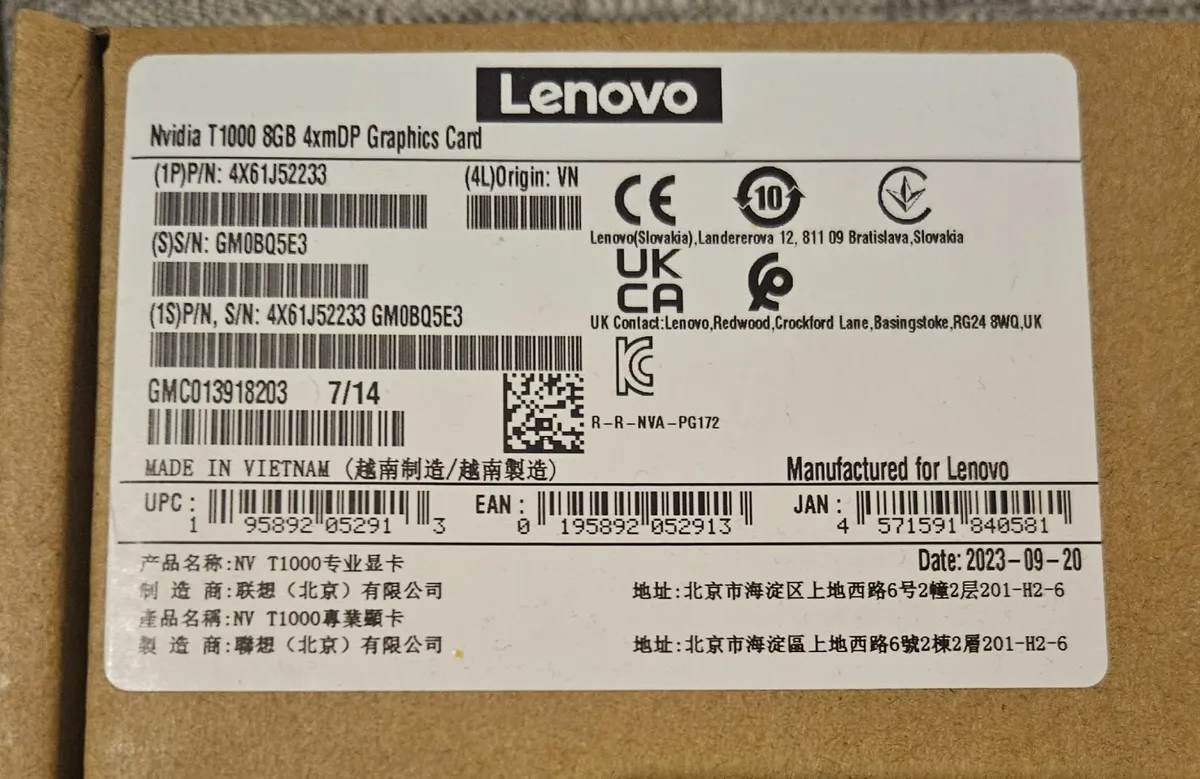 Lenovo
Nvidia T1000 8GB 4xmDP Graphics Card
(1P)P/N: 4X61J52233
(4L)Origin: VN
CE
10
Lenovo(Slovakia),Landererova 12, 811 09 Bratislava,Slovakia
(S)S/N: GM0BQ5E3
UK
CA
(1S)P/N, S/N: 4X61J52233 GM0BQ5E3
UK Contact:Lenovo,Redwood,Crockford Lane,Basingstoke,RG24 8WQ,UK
GMC013918203 7/14
R-R-NVA-PG172
MADE IN VIETNAM (越南制造/越南製造)
Manufactured for Lenovo
UPC: 1 95892 05291 3
EAN: 0 195892 052913
JAN: 4 571591 840581
产品名称:NV T1000专业显卡
Date: 2023-09-20
制 造 商:联想（北京）有限公司
地址:北京市海淀区上地西路6号2幢2层201-H2-6
產品名稱:NV T1000專業顯卡
製 造 商:聯想（北京）有限公司
地址:北京市海淀區上地西路6號2棟2層201-H2-6